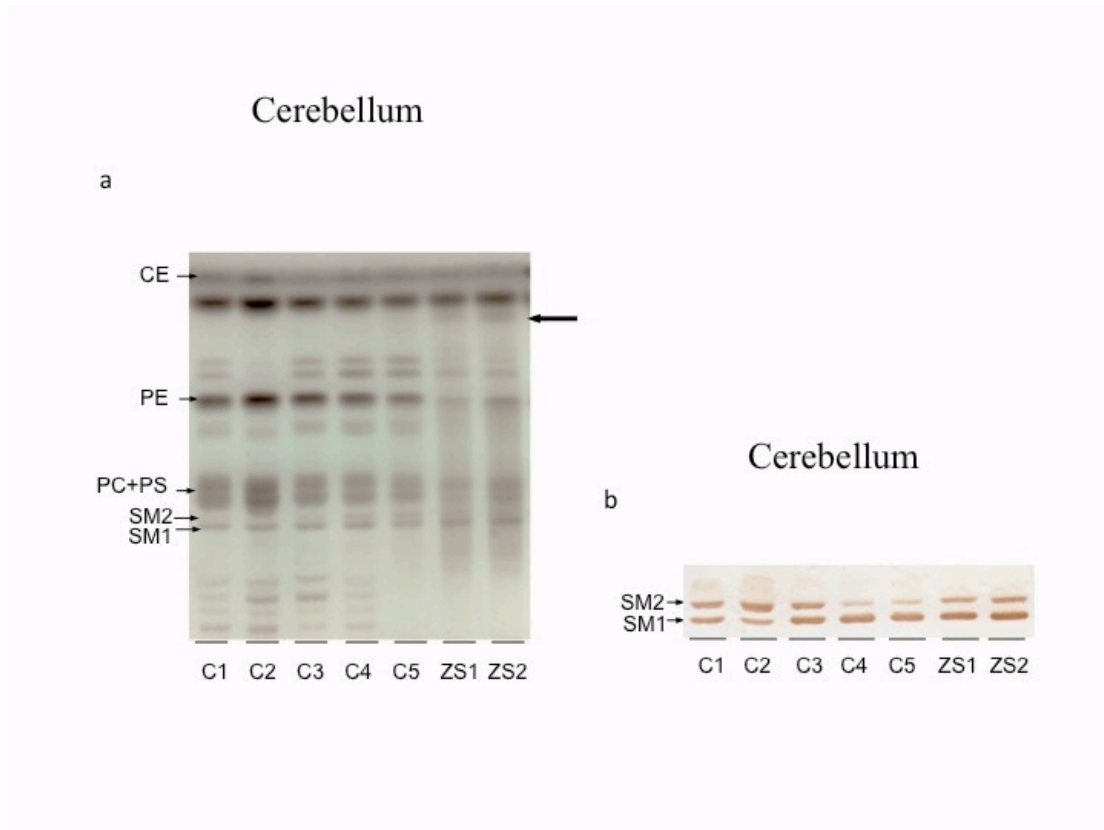 Cerebellum
a
CE
PE
PC+PS
SM2
SM1
C1 C2 C3 C4 C5 ZS1 ZS2
Cerebellum
b
SM2
SM1
C1 C2 C3 C4 C5 ZS1 ZS2